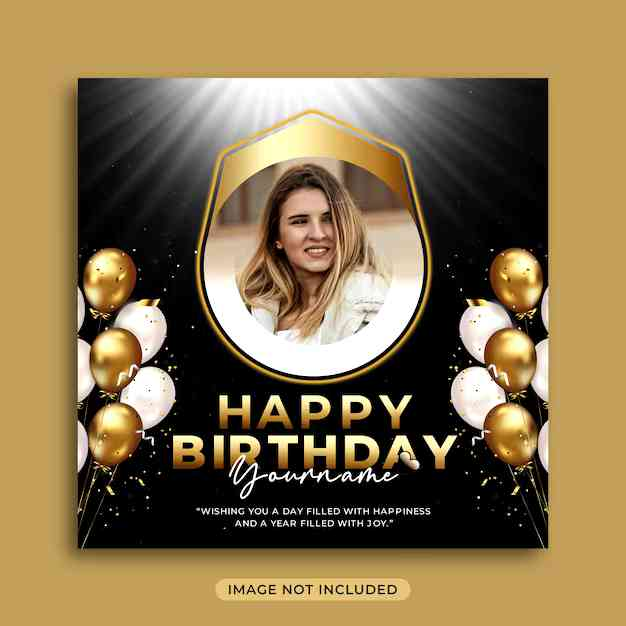 HAPPY
BIRTHDAY
Yourname
“WISHING YOU A DAY FILLED WITH HAPPINESS
AND A YEAR FILLED WITH JOY.”
IMAGE NOT INCLUDED